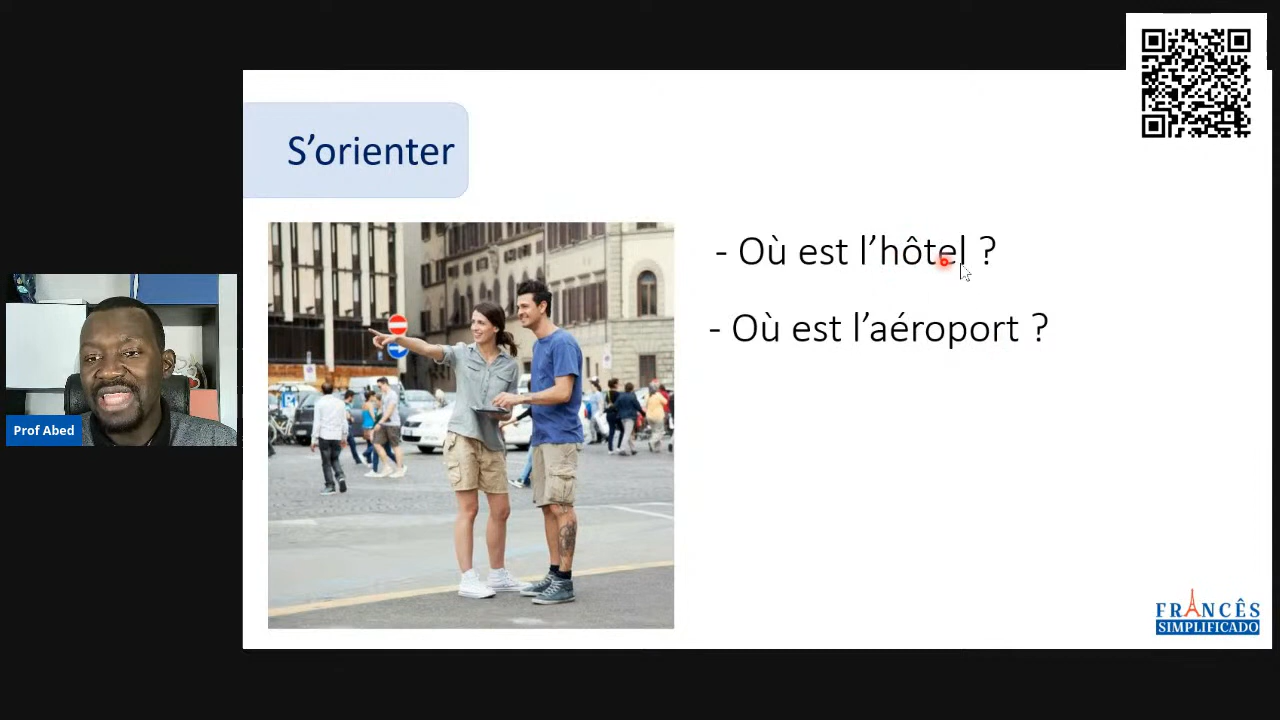 S’orienter
- Où est l’hôtel ?
- Où est l’aéroport ?
Prof Abed
FRANCÊS
SIMPLIFICADO